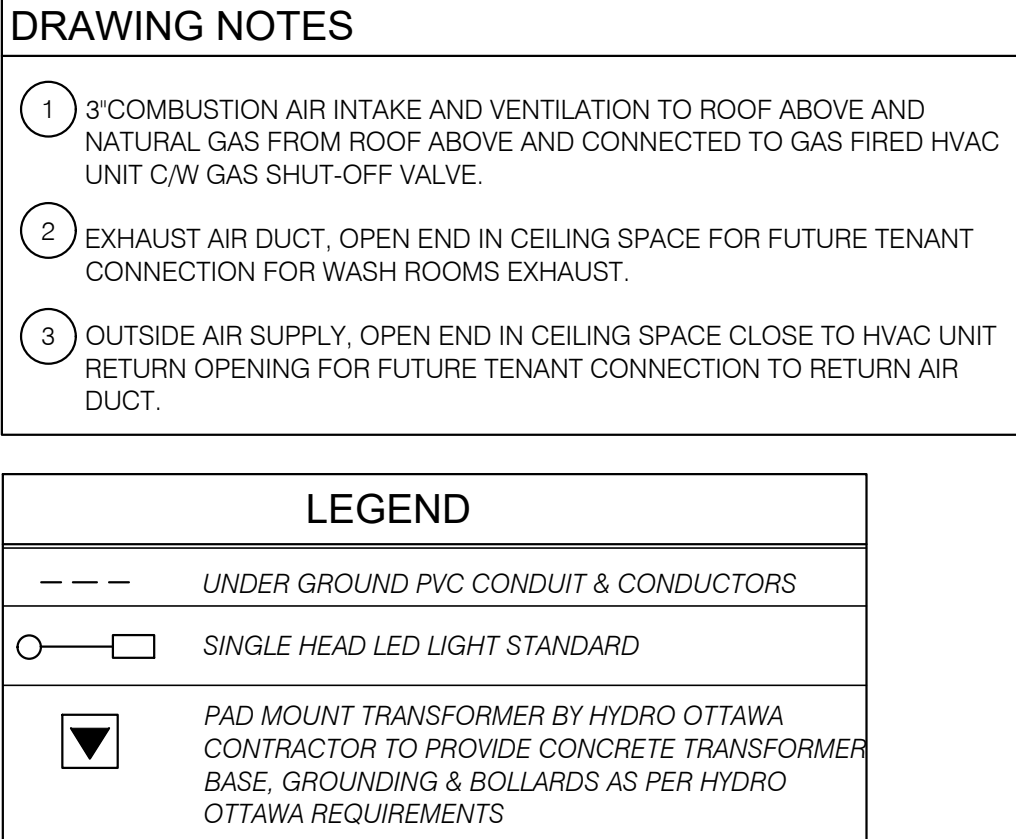 DRAWING NOTES
1 3"COMBUSTION AIR INTAKE AND VENTILATION TO ROOF ABOVE AND
NATURAL GAS FROM ROOF ABOVE AND CONNECTED TO GAS FIRED HVAC
UNIT C/W GAS SHUT-OFF VALVE.
2 EXHAUST AIR DUCT, OPEN END IN CEILING SPACE FOR FUTURE TENANT
CONNECTION FOR WASH ROOMS EXHAUST.
3 OUTSIDE AIR SUPPLY, OPEN END IN CEILING SPACE CLOSE TO HVAC UNIT
RETURN OPENING FOR FUTURE TENANT CONNECTION TO RETURN AIR
DUCT.
LEGEND
UNDER GROUND PVC CONDUIT & CONDUCTORS
SINGLE HEAD LED LIGHT STANDARD
PAD MOUNT TRANSFORMER BY HYDRO OTTAWA
CONTRACTOR TO PROVIDE CONCRETE TRANSFORMER
BASE, GROUNDING & BOLLARDS AS PER HYDRO
OTTAWA REQUIREMENTS